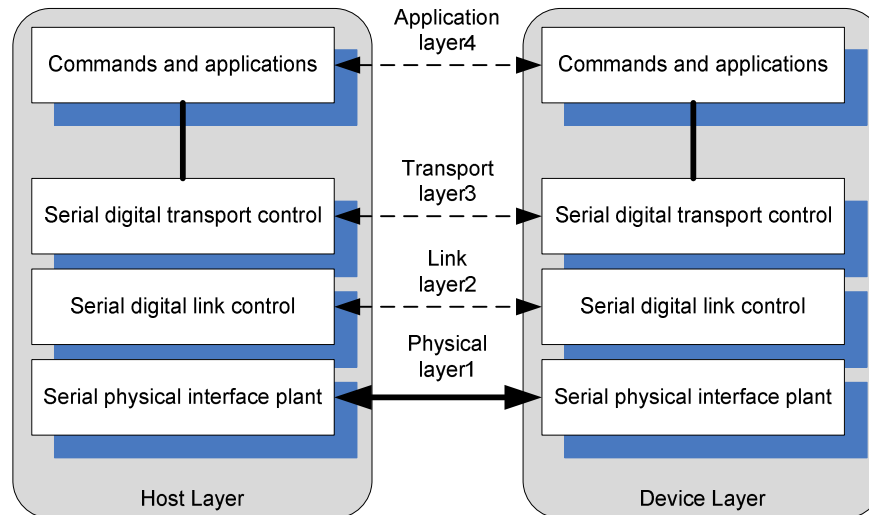 Application
layer4
Commands and applications
Commands and applications
Transport
layer3
Serial digital transport control
Serial digital transport control
Link
layer2
Serial digital link control
Serial digital link control
Physical
layer1
Serial physical interface plant
Serial physical interface plant
Host Layer
Device Layer